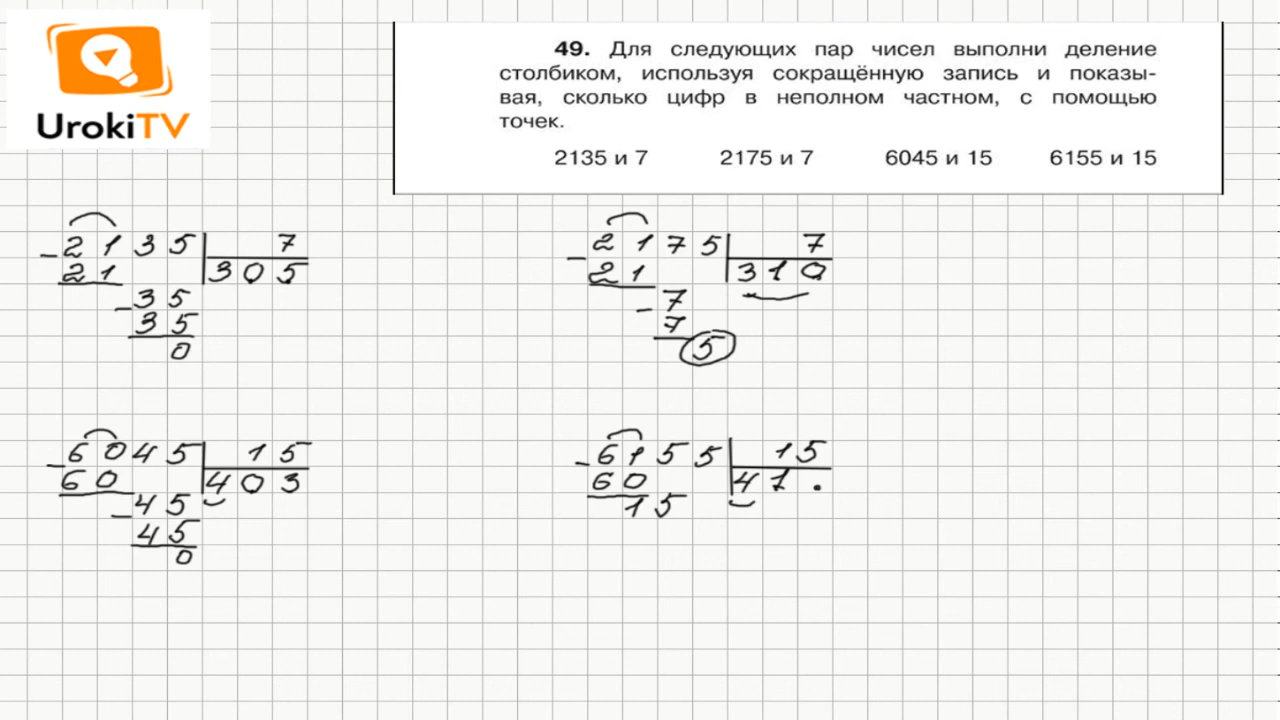 UrokiTV
49. Для следующих пар чисел выполни деление
столбиком, используя сокращённую запись и показы-
вая, сколько цифр в неполном частном, с помощью
точек.
2135 и 7 2175 и 7 6045 и 15 6155 и 15
- 2135 | 7
21 | 305
- 35
35
0
- 2175 | 7
21 | 310
- 7
7
5
- 6045 | 15
60 | 403
- 45
45
0
- 6155 | 15
60 | 41.
15